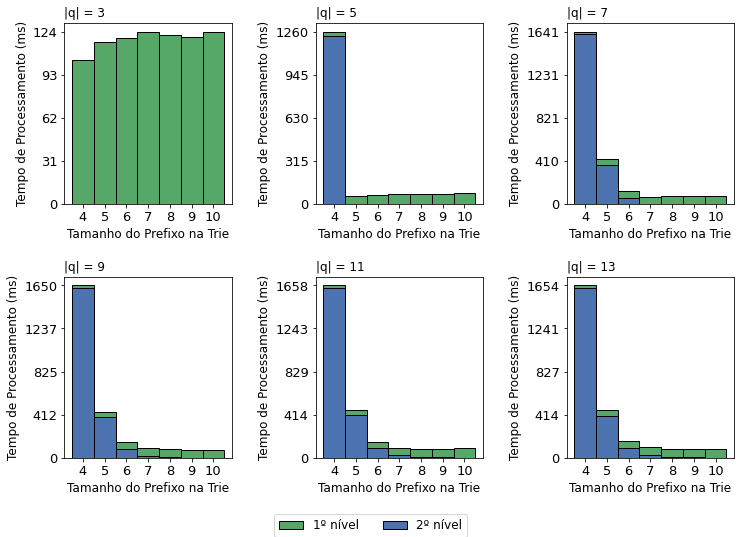 |q| = 3
Tempo de Processamento (ms)
124
93
62
31
0
4 5 6 7 8 9 10
Tamanho do Prefixo na Trie
|q| = 5
Tempo de Processamento (ms)
1260
945
630
315
0
4 5 6 7 8 9 10
Tamanho do Prefixo na Trie
|q| = 7
Tempo de Processamento (ms)
1641
1231
821
410
0
4 5 6 7 8 9 10
Tamanho do Prefixo na Trie
|q| = 9
Tempo de Processamento (ms)
1650
1237
825
412
0
4 5 6 7 8 9 10
Tamanho do Prefixo na Trie
|q| = 11
Tempo de Processamento (ms)
1658
1243
829
414
0
4 5 6 7 8 9 10
Tamanho do Prefixo na Trie
|q| = 13
Tempo de Processamento (ms)
1654
1241
827
414
0
4 5 6 7 8 9 10
Tamanho do Prefixo na Trie
1º nível 2º nível